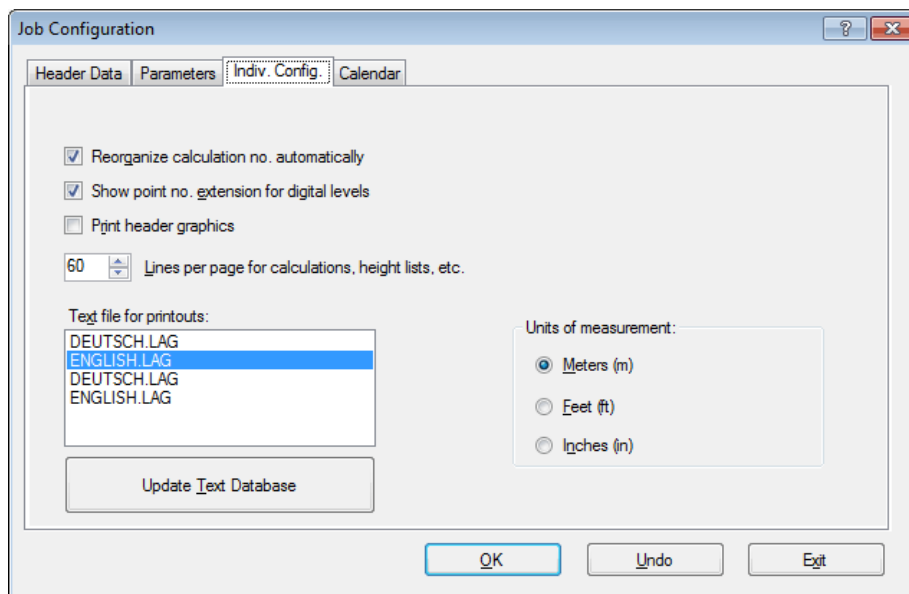 Job Configuration
Header Data Parameters Indiv. Config. Calendar
Reorganize calculation no. automatically
Show point no. extension for digital levels
Print header graphics
60 Lines per page for calculations, height lists, etc.
Text file for printouts:
DEUTSCH.LAG
ENGLISH.LAG
DEUTSCH.LAG
ENGLISH.LAG
Update Text Database
Units of measurement:
Meters (m)
Feet (ft)
Inches (in)
OK Undo Exit